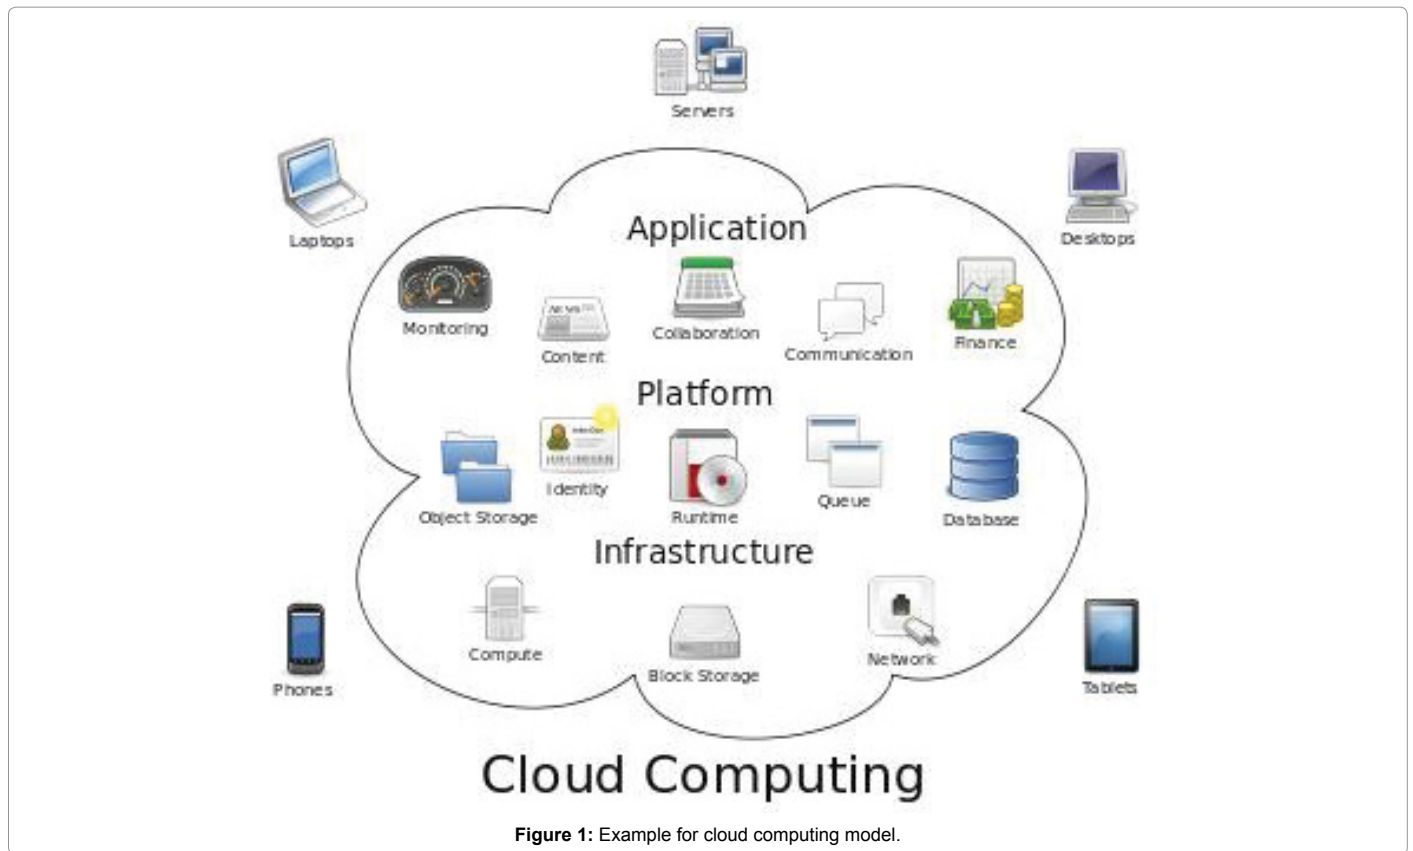 Servers
Laptops
Desktops
Application
Monitoring
Content
Collaboration
Communication
Finance
Platform
Object Storage
Identity
Runtime
Queue
Database
Infrastructure
Compute
Block Storage
Network
Phones
Tablets
Cloud Computing
Figure 1: Example for cloud computing model.